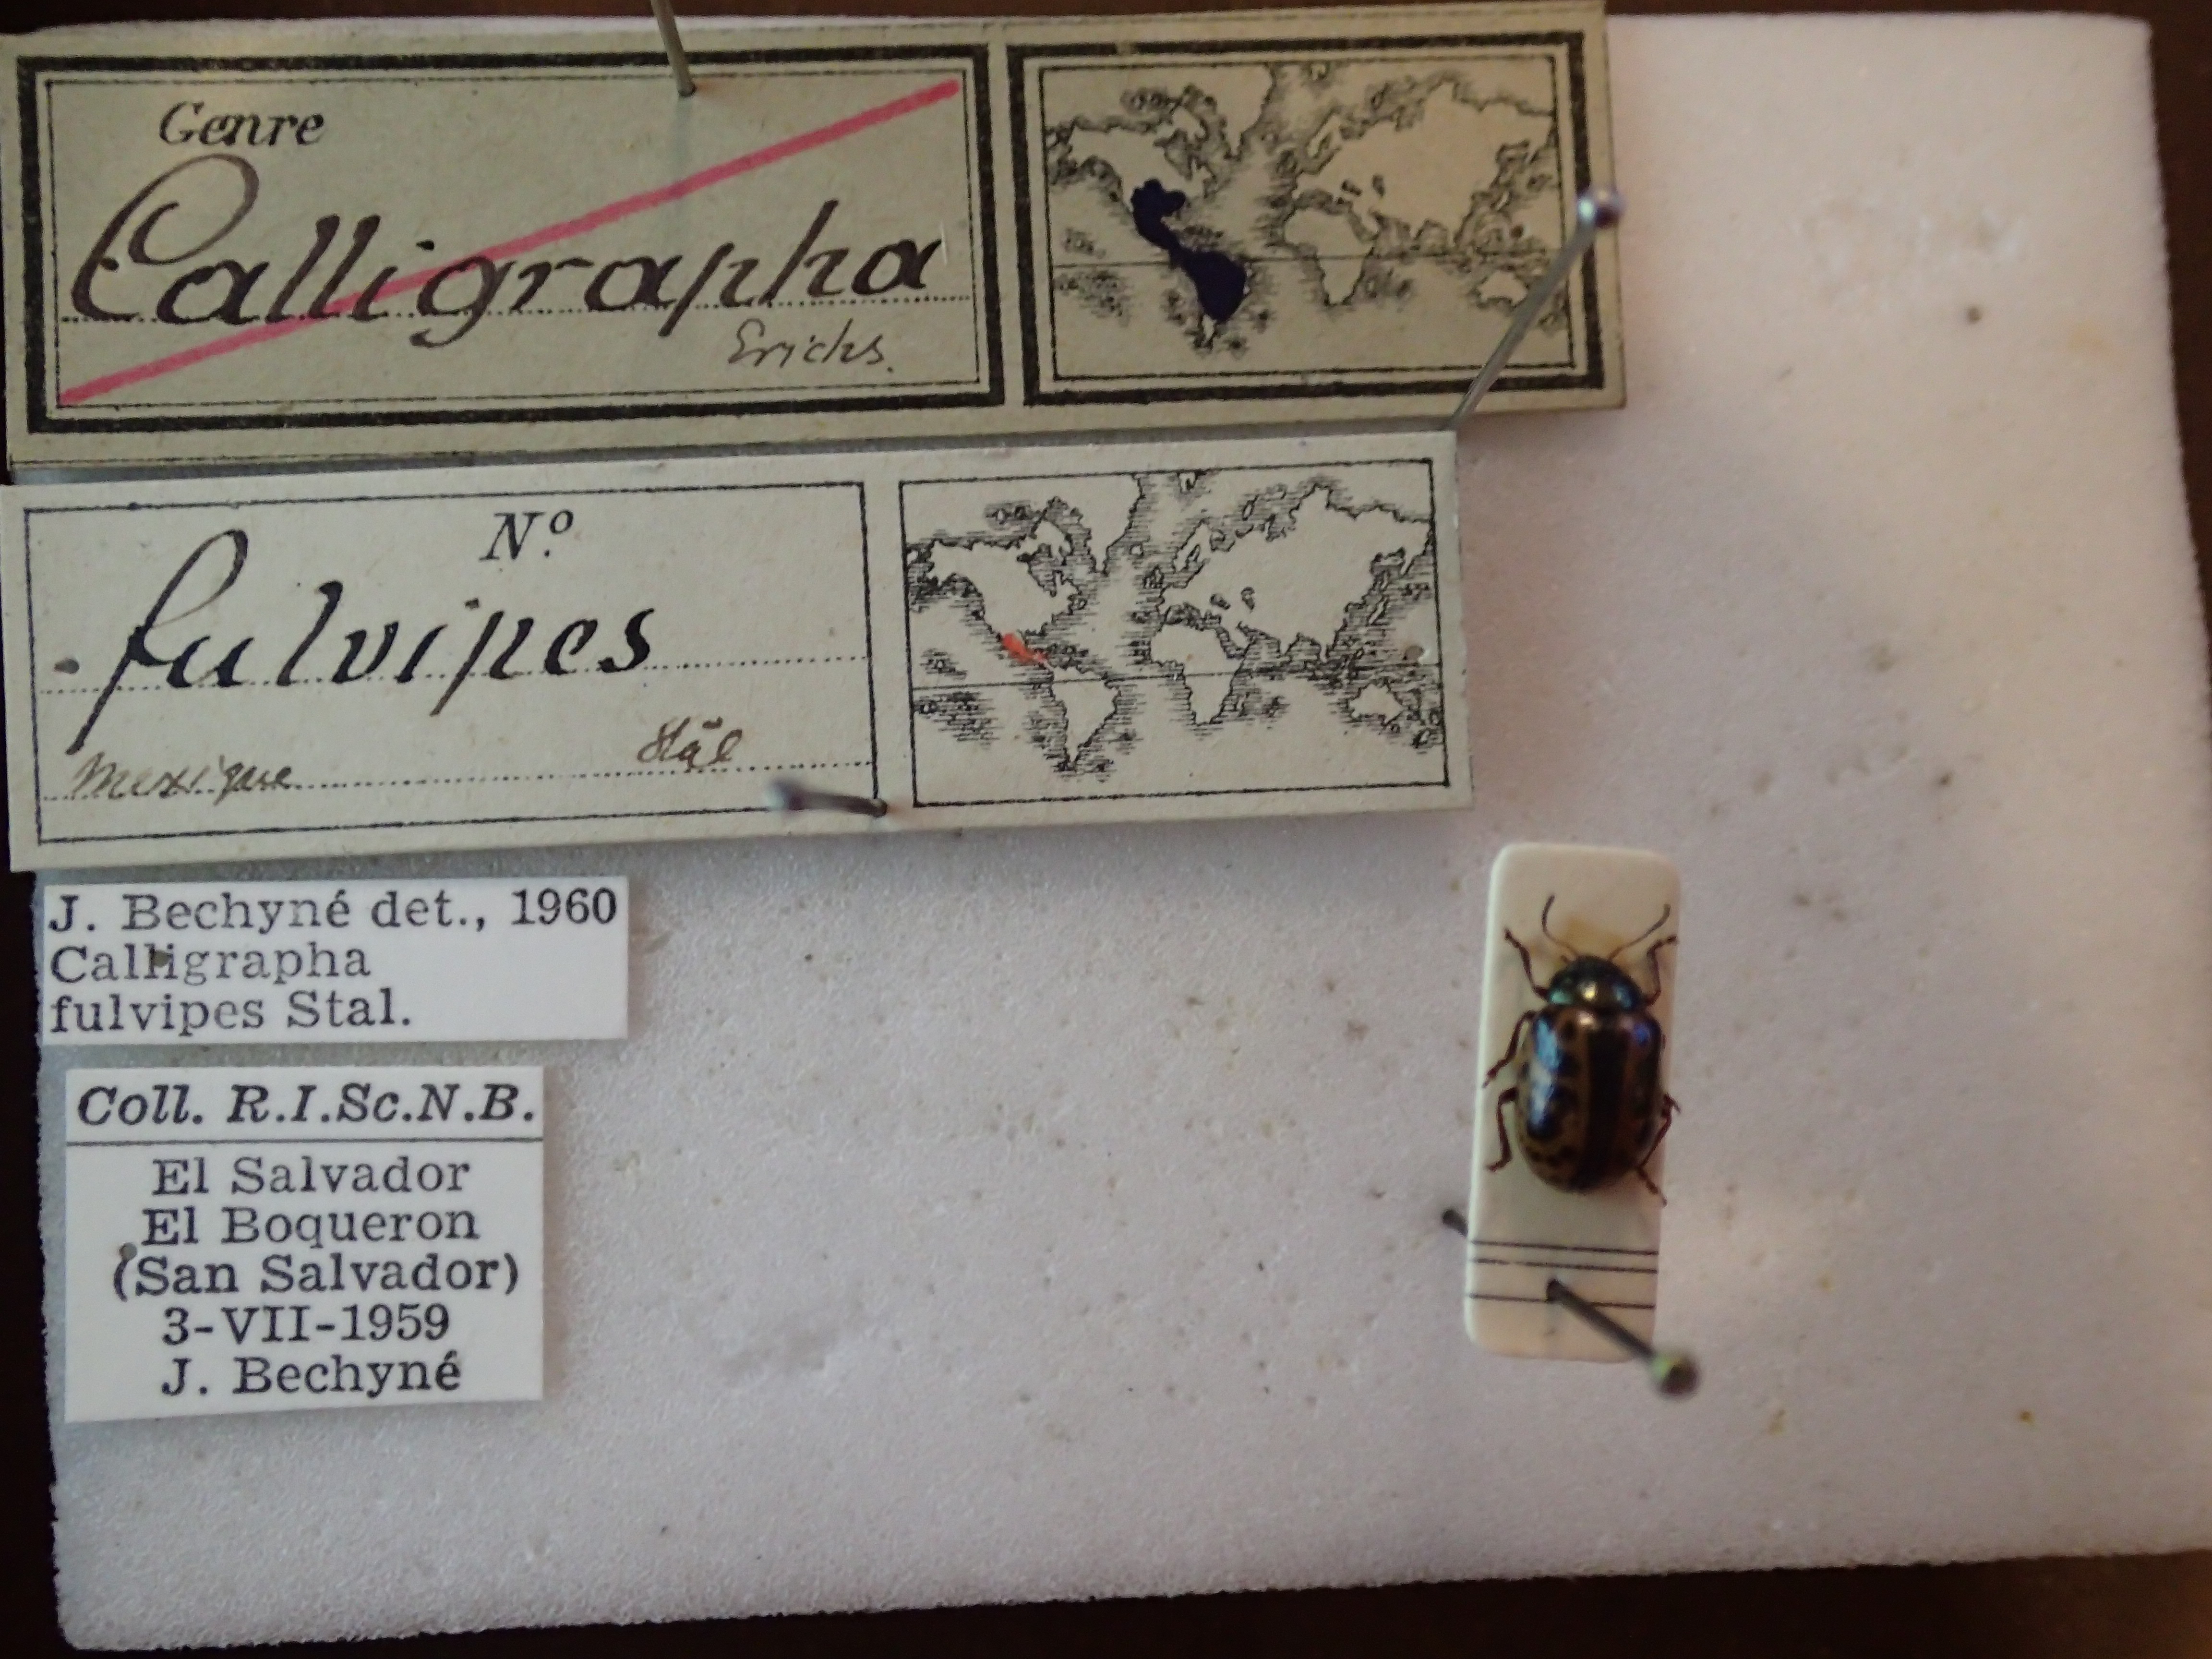 Genre
Calligrapha
Erichs.
Nº
fulvipes
Mexique Stål
J. Bechyné det., 1960
Calligrapha
fulvipes Stal.
Coll. R.I.Sc.N.B.
El Salvador
El Boqueron
(San Salvador)
3-VII-1959
J. Bechyné